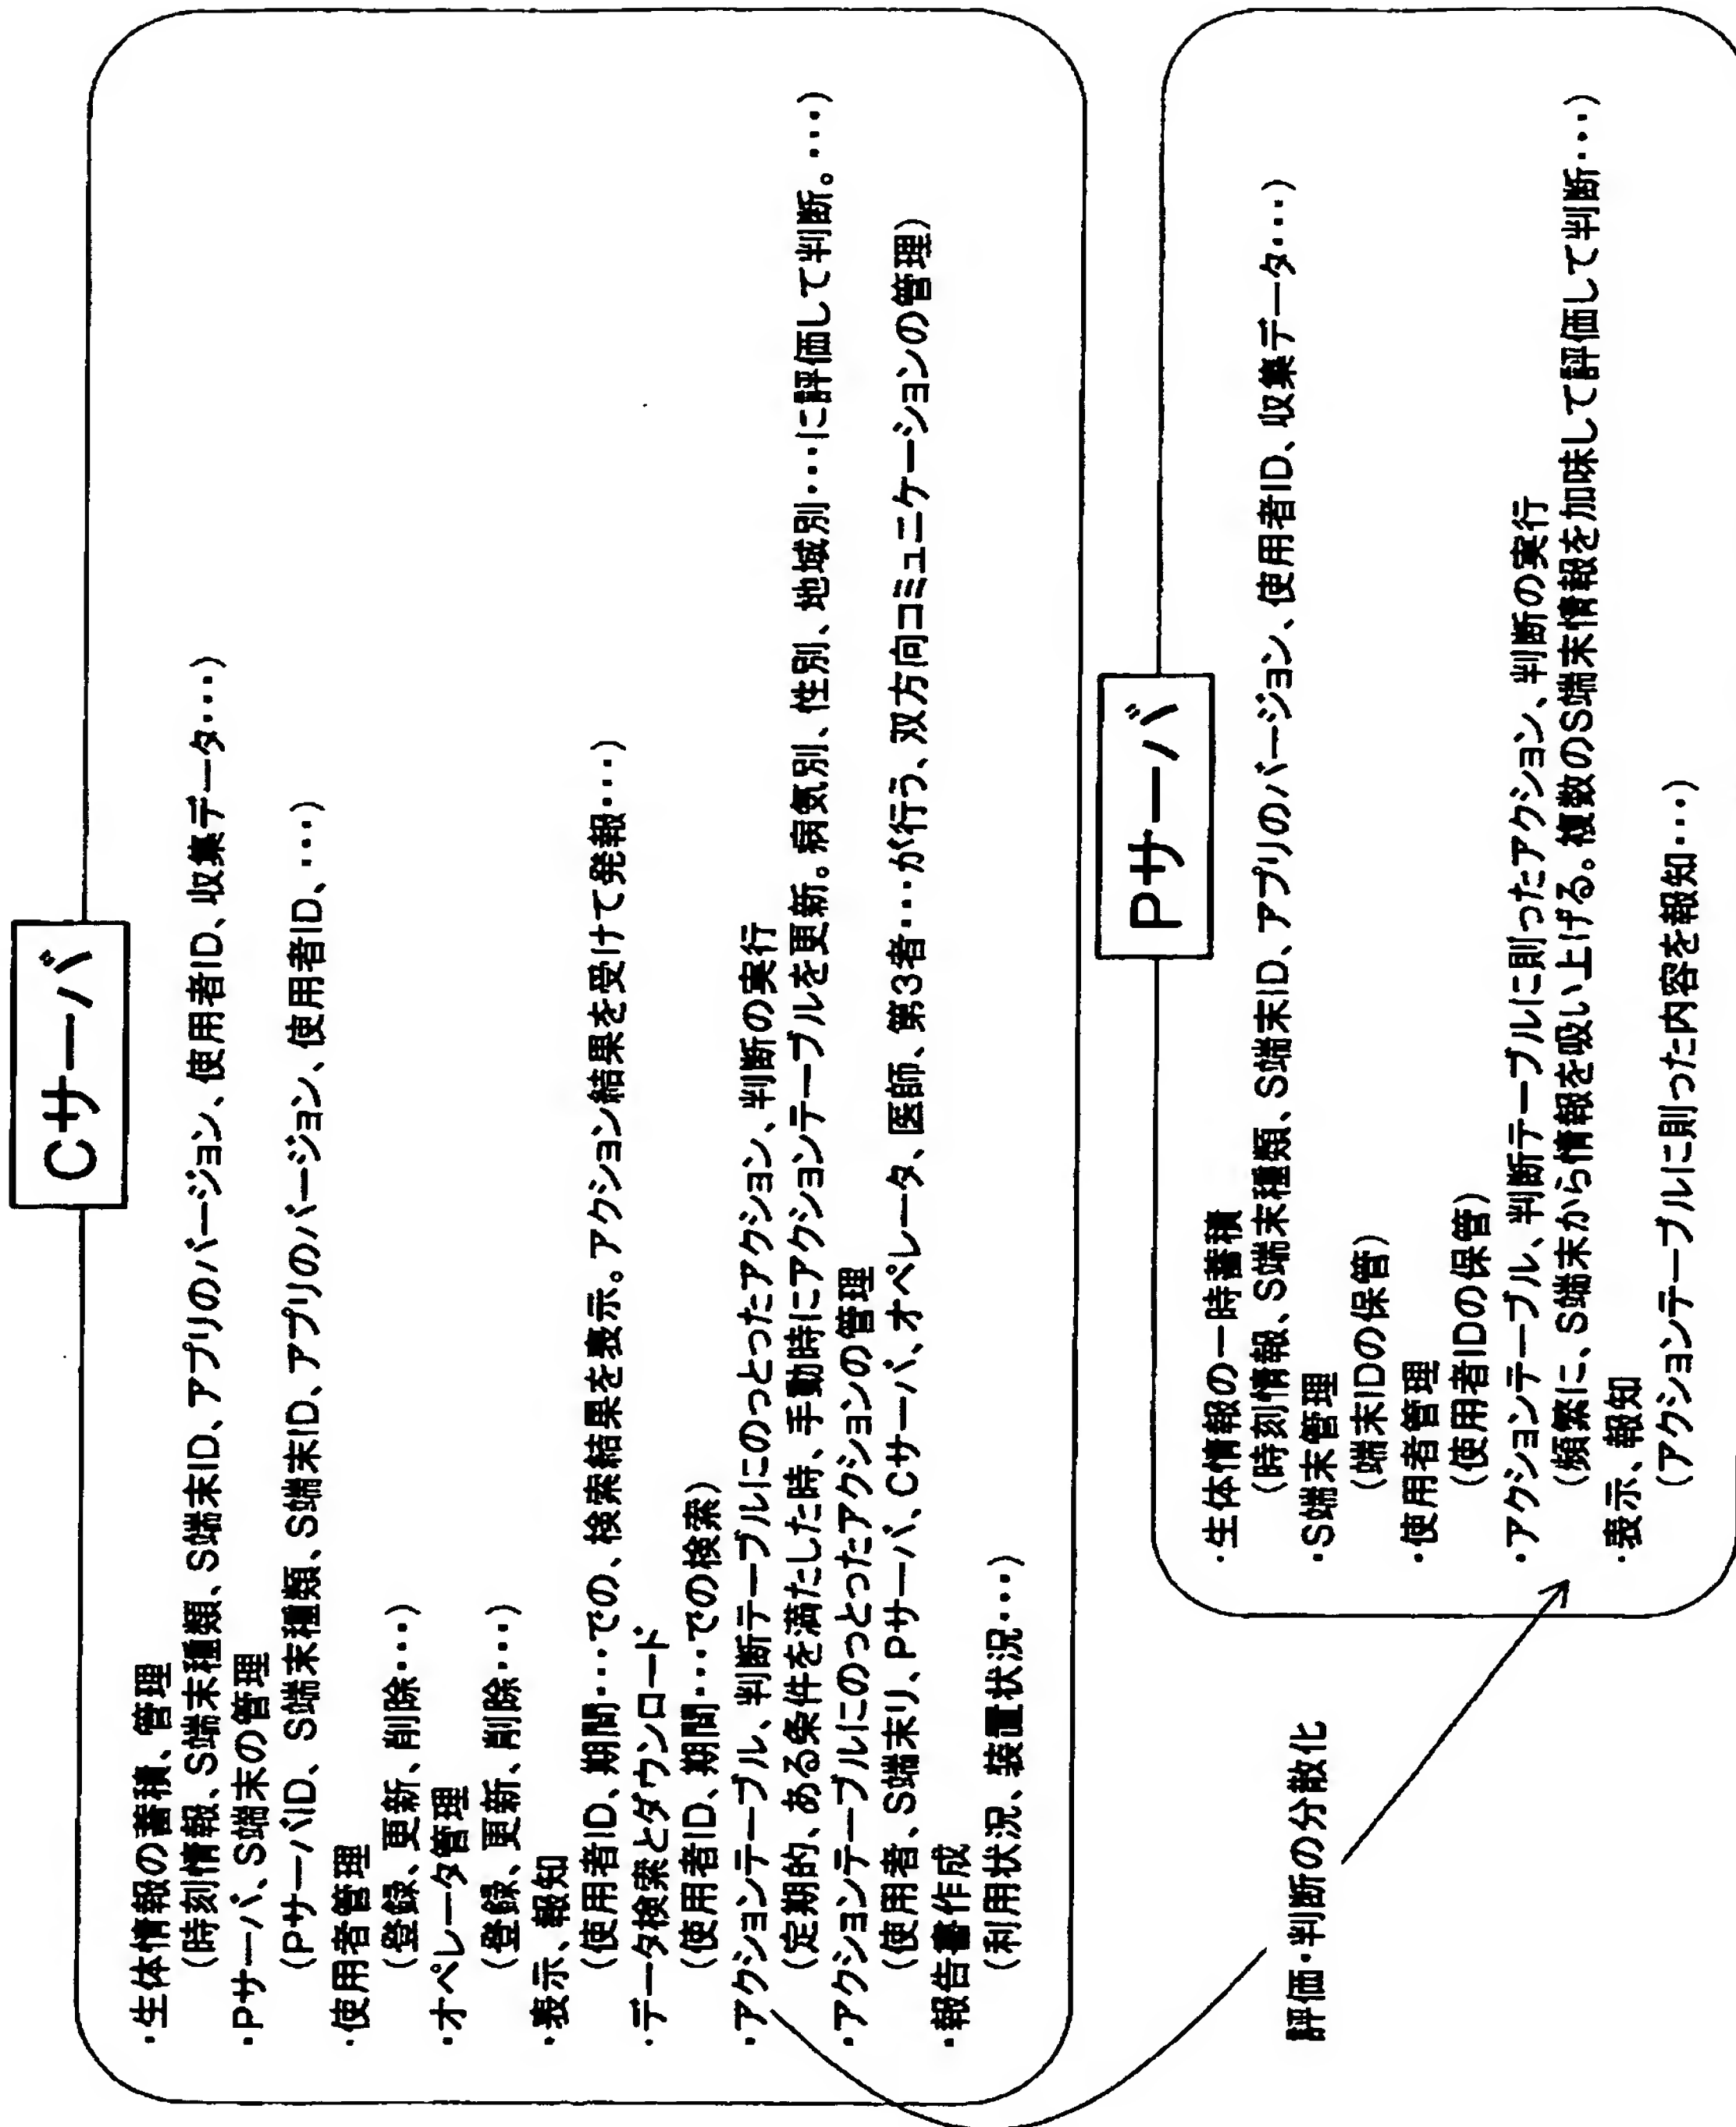 Cサーバ
・生体情報の蓄積、管理
(時刻情報、S端末種類、S端末ID、アプリのバージョン、使用者ID、収集データ・・・)
・Pサーバ、S端末の管理
(PサーバID、S端末種類、S端末ID、アプリのバージョン、使用者ID、・・・)
・使用者管理
(登録、更新、削除・・・)
・オペレータ管理
(登録、更新、削除・・・)
・表示、報知
(使用者ID、期間・・・での、検索結果を表示。アクション結果を受けて発報・・・)
・データ検索とダウンロード
(使用者ID、期間・・・での検索)
・アクションテーブル、判断テーブルにのっとったアクション、判断の実行
(定期的、ある条件を満たした時、手動時にアクションテーブルを更新。病気別、性別、地域別・・・に評価して判断。・・・)
・アクションテーブルにのっとったアクションの管理
(使用者、S端末リ、Pサーバ、Cサーバ、オペレータ、医師、第3者・・・が行う、双方向コミュニケーションの管理)
・報告書作成
(利用状況、装置状況・・・)
評価・判断の分散化
Pサーバ
・生体情報の一時蓄積
(時刻情報、S端末種類、S端末ID、アプリのバージョン、使用者ID、収集データ・・・)
・S端末管理
(端末IDの保管)
・使用者管理
(使用者IDの保管)
・アクションテーブル、判断テーブルに則ったアクション、判断の実行
(頻繁に、S端末から情報を吸い上げる。複数のS端末情報を加味して評価して判断・・・)
・表示、報知
(アクションテーブルに則った内容を報知・・・)